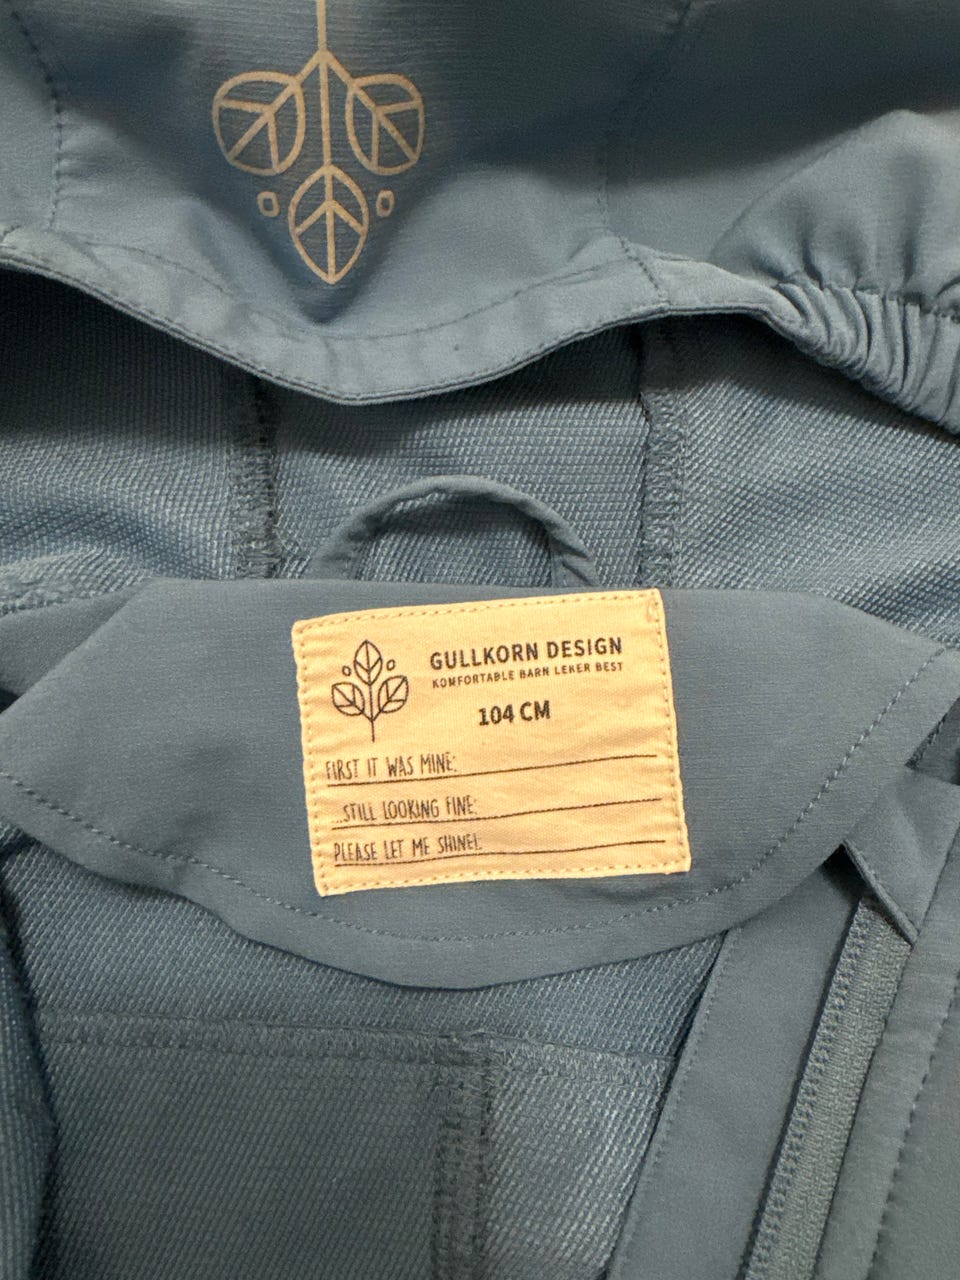 GULLKORN DESIGN
KOMFORTABLE BARN LEKER BEST
104 CM
FIRST IT WAS MINE:
...STILL LOOKING FINE:
PLEASE LET ME SHINE!: